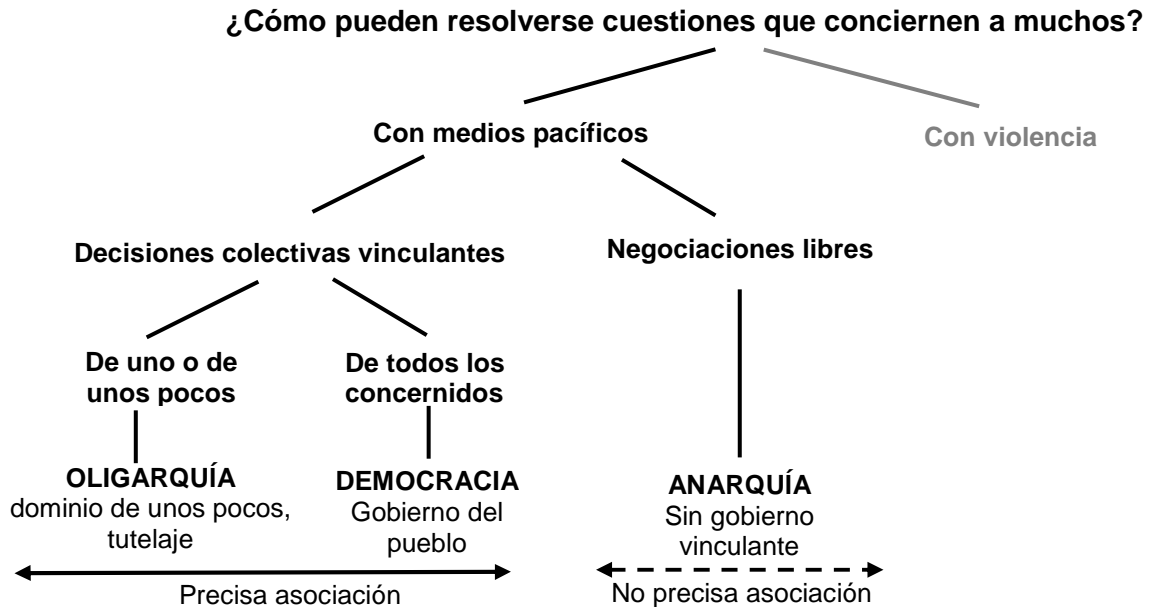 ¿Cómo pueden resolverse cuestiones que conciernen a muchos?
Con medios pacíficos
Con violencia
Decisiones colectivas vinculantes
Negociaciones libres
De uno o de
unos pocos
De todos los
concernidos
OLIGARQUÍA
dominio de unos pocos,
tutelaje
DEMOCRACIA
Gobierno del
pueblo
ANARQUÍA
Sin gobierno
vinculante
Precisa asociación
No precisa asociación